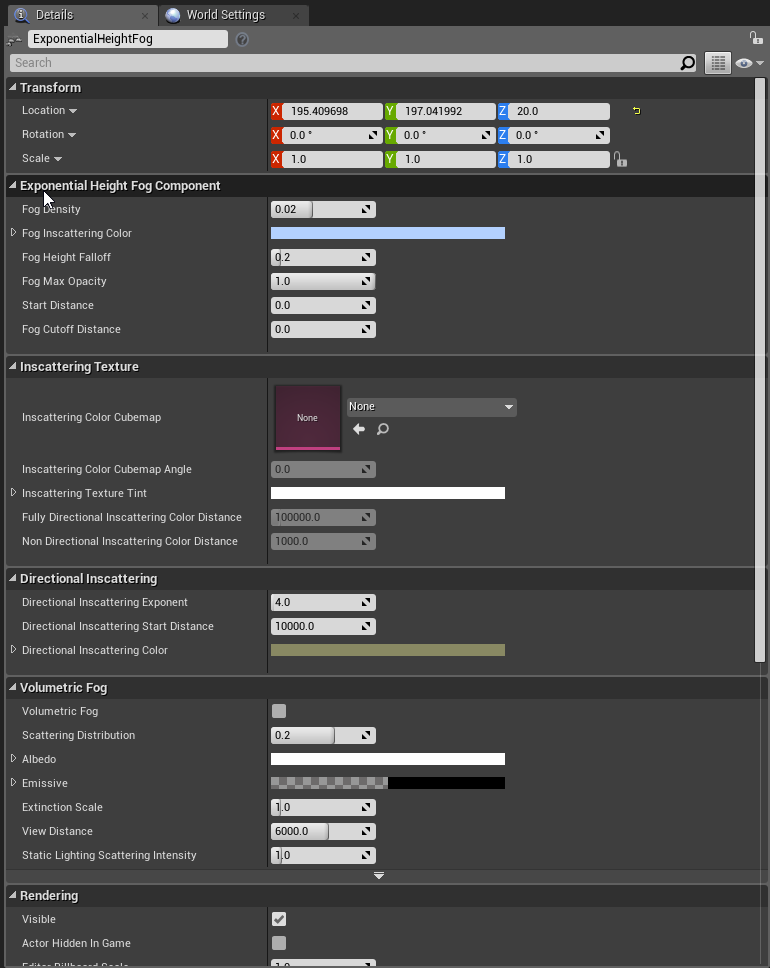 Details
World Settings
ExponentialHeightFog
Search
Transform
Location X 195.409698 Y 197.041992 Z 20.0
Rotation X 0.0 ° Y 0.0 ° Z 0.0 °
Scale X 1.0 Y 1.0 Z 1.0
Exponential Height Fog Component
Fog Density 0.02
Fog Inscattering Color
Fog Height Falloff 0.2
Fog Max Opacity 1.0
Start Distance 0.0
Fog Cutoff Distance 0.0
Inscattering Texture
Inscattering Color Cubemap None None
Inscattering Color Cubemap Angle 0.0
Inscattering Texture Tint
Fully Directional Inscattering Color Distance 100000.0
Non Directional Inscattering Color Distance 1000.0
Directional Inscattering
Directional Inscattering Exponent 4.0
Directional Inscattering Start Distance 10000.0
Directional Inscattering Color
Volumetric Fog
Volumetric Fog
Scattering Distribution 0.2
Albedo
Emissive
Extinction Scale 1.0
View Distance 6000.0
Static Lighting Scattering Intensity 1.0
Rendering
Visible
Actor Hidden In Game
Editor Billboard Scale 1.0